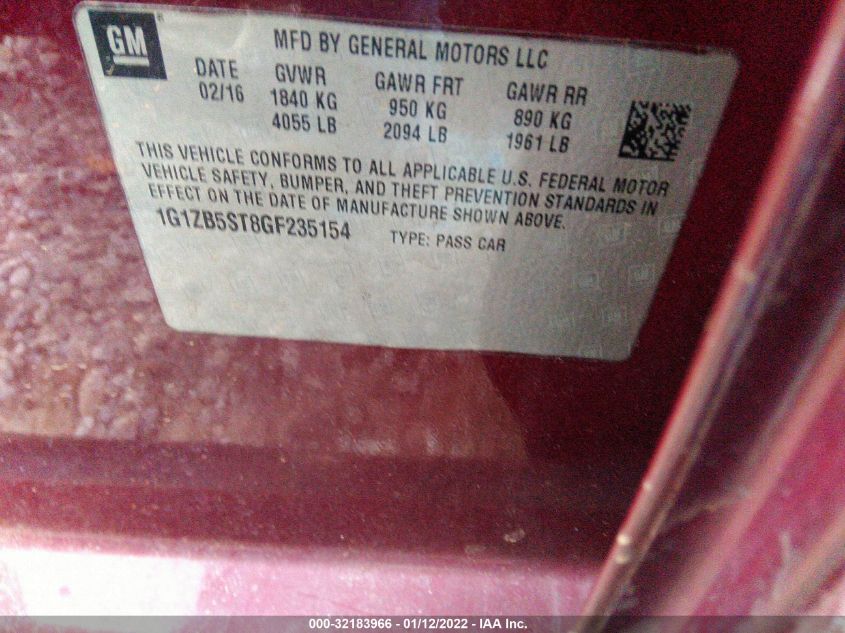 GM
MFD BY GENERAL MOTORS LLC
DATE GVWR GAWR FRT GAWR RR
02/16 1840 KG 950 KG 890 KG
4055 LB 2094 LB 1961 LB
THIS VEHICLE CONFORMS TO ALL APPLICABLE U.S. FEDERAL MOTOR
VEHICLE SAFETY, BUMPER, AND THEFT PREVENTION STANDARDS IN
EFFECT ON THE DATE OF MANUFACTURE SHOWN ABOVE.
1G1ZB5ST8GF235154 TYPE: PASS CAR
000-32183966 - 01/12/2022 - IAA Inc.